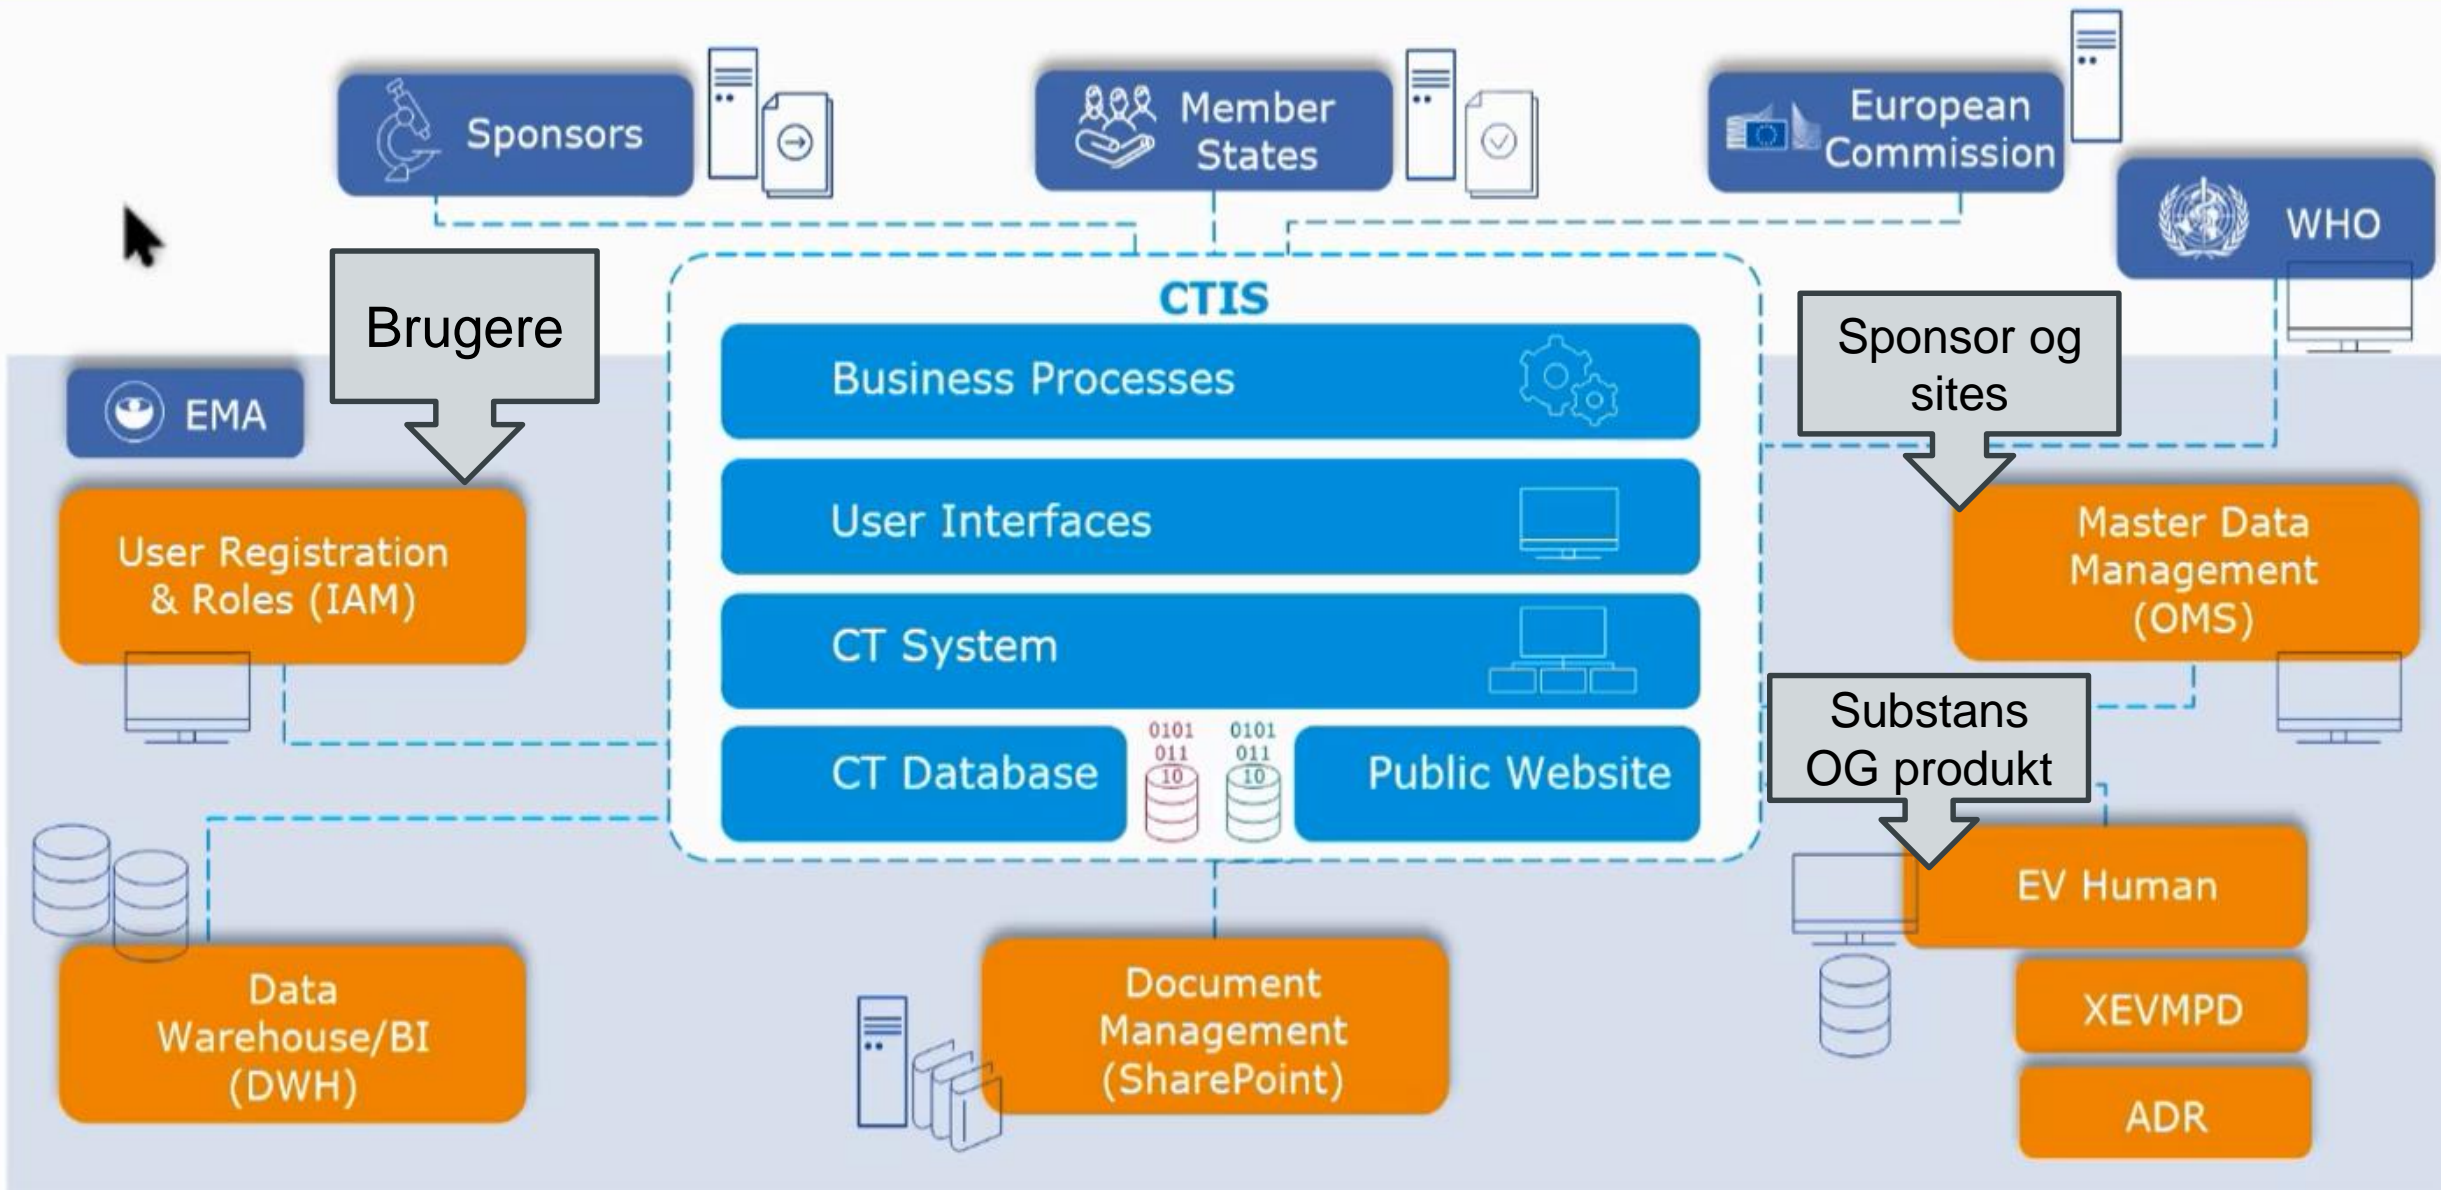 Sponsors
Member
States
European
Commission
WHO
Brugere
CTIS
Sponsor og
sites
Business Processes
EMA
User Interfaces
User Registration
& Roles (IAM)
Master Data
Management
(OMS)
CT System
Substans
OG produkt
CT Database
0101
011
10
0101
011
10
Public Website
EV Human
XEVMPD
ADR
Data
Warehouse/BI
(DWH)
Document
Management
(SharePoint)